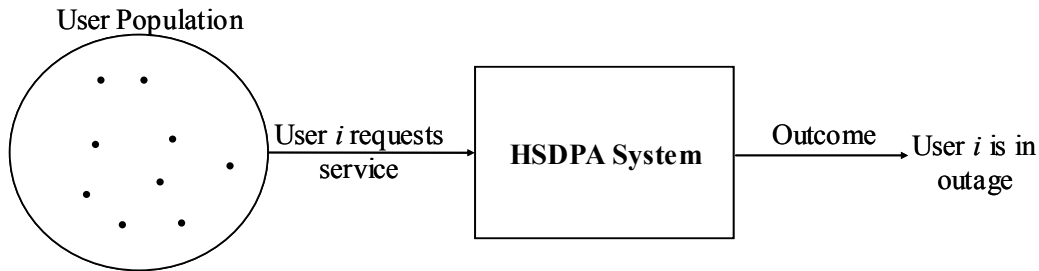 User Population
User i requests
service
HSDPA System
Outcome
User i is in
outage